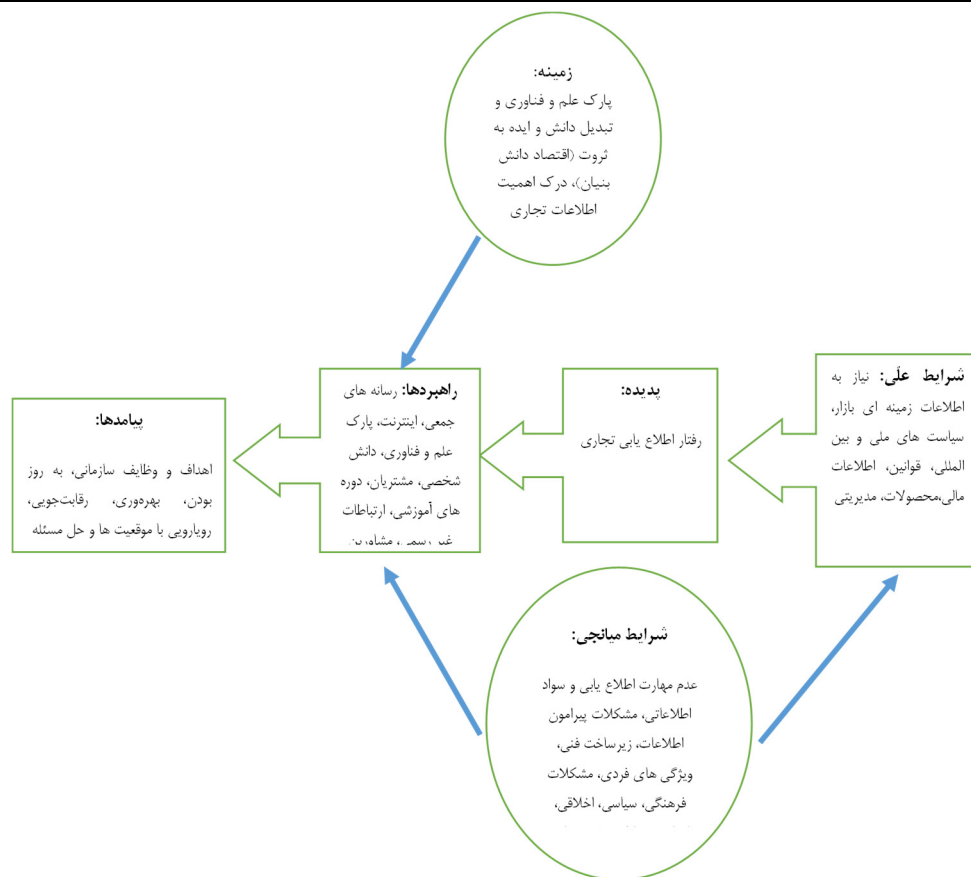 زمینه:
پارک علم و فناوری و
تبدیل دانش و ایده به
ثروت (اقتصاد دانش
بنیان)، درک اهمیت
اطلاعات تجاری
شرایط علّی: نیاز به
اطلاعات زمینه ای بازار،
سیاست های ملی و بین
المللی، قوانین، اطلاعات
مالی،محصولات، مدیریتی
پدیده:
رفتار اطلاع یابی تجاری
راهبردها: رسانه های
جمعی، اینترنت، پارک
علم و فناوری، دانش
شخصی، مشتریان، دوره
های آموزشی، ارتباطات
غیر رسمی، مشاورین
پیامدها:
اهداف و وظایف سازمانی، به روز
بودن، بهره‌وری، رقابت‌جویی،
رویارویی با موقعیت ها و حل مسئله
شرایط میانجی:
عدم مهارت اطلاع یابی و سواد
اطلاعاتی، مشکلات پیرامون
اطلاعات، زیرساخت فنی،
ویژگی های فردی، مشکلات
فرهنگی، سیاسی، اخلاقی،